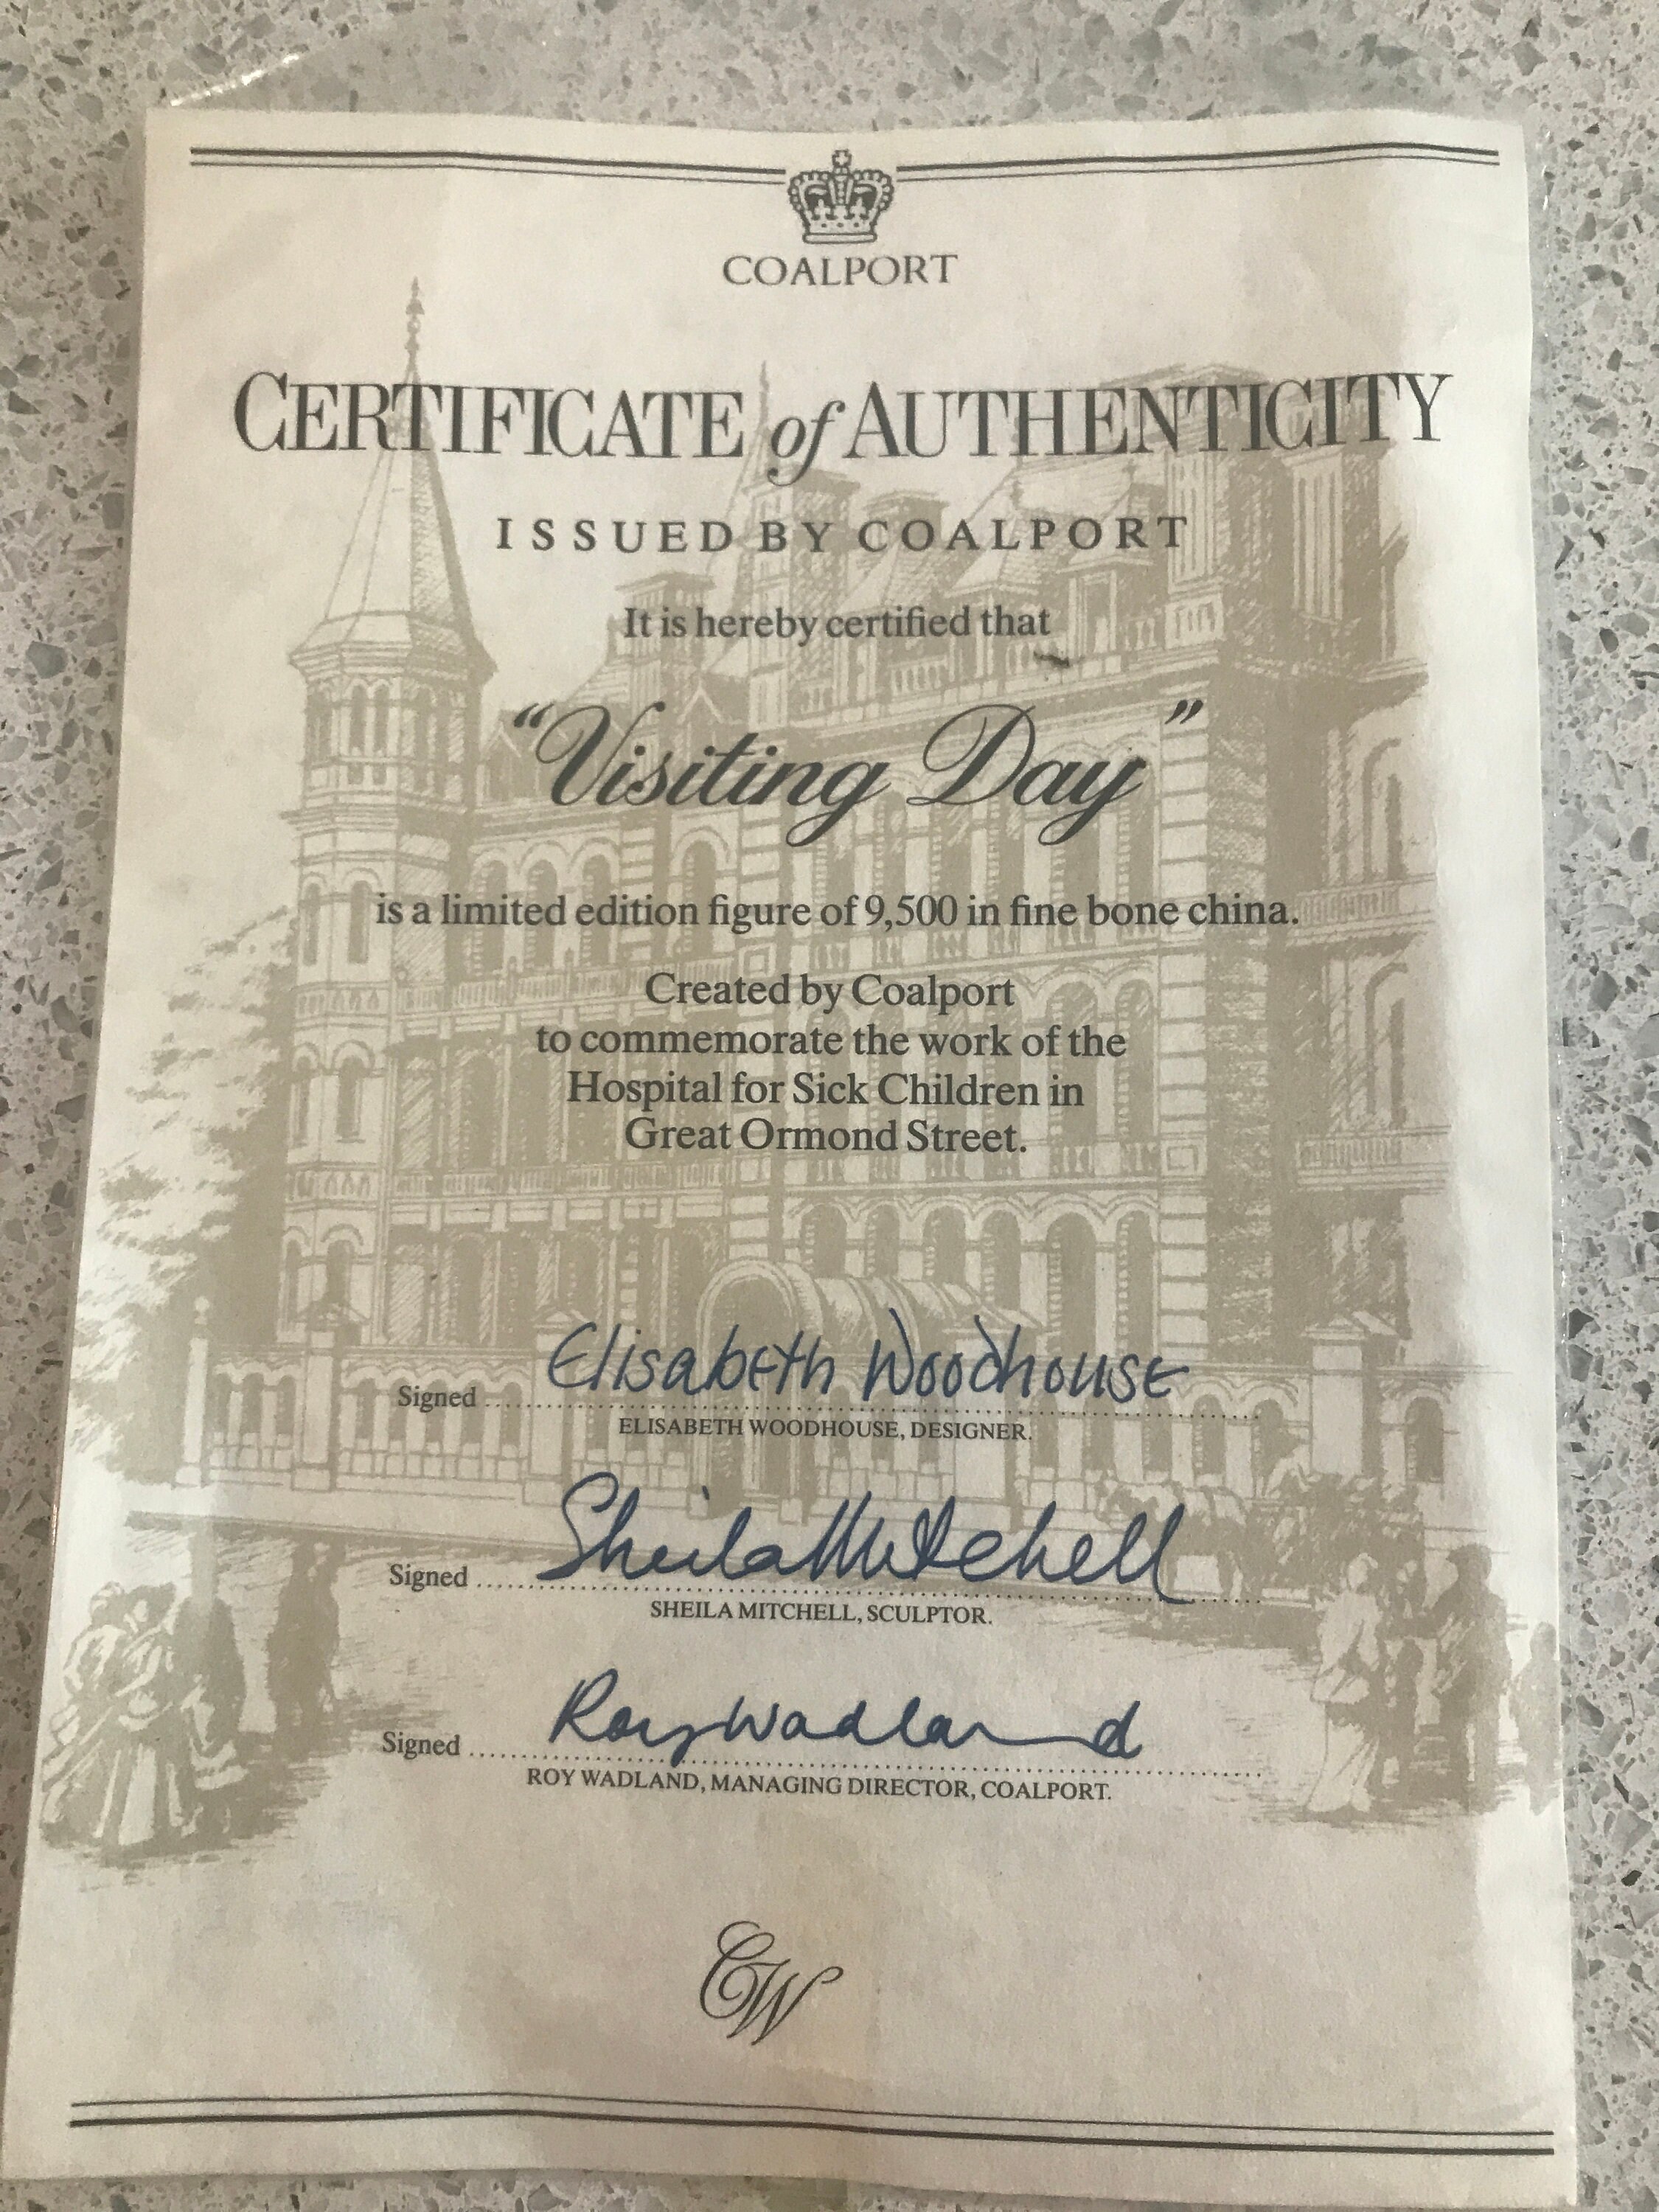 COALPORT
CERTIFICATE of AUTHENTICITY
ISSUED BY COALPORT
It is hereby certified that
“Visiting Day”
is a limited edition figure of 9,500 in fine bone china.
Created by Coalport
to commemorate the work of the
Hospital for Sick Children in
Great Ormond Street.
Signed Elisabeth Woodhouse
ELISABETH WOODHOUSE, DESIGNER.
Signed Sheila Mitchell
SHEILA MITCHELL, SCULPTOR.
Signed Roy Wadland
ROY WADLAND, MANAGING DIRECTOR, COALPORT.
CW